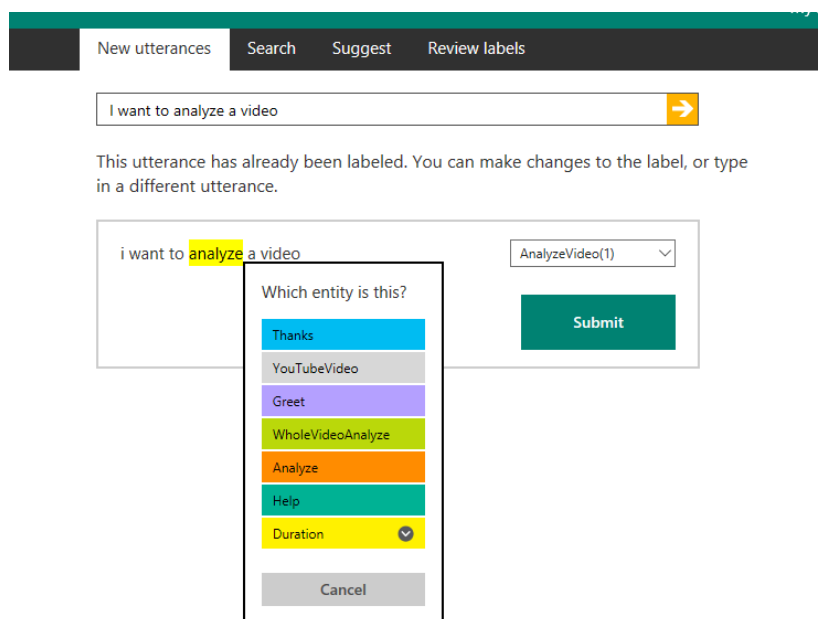 New utterances Search Suggest Review labels
I want to analyze a video
This utterance has already been labeled. You can make changes to the label, or type
in a different utterance.
i want to analyze a video AnalyzeVideo(1)
Which entity is this?
Submit
Thanks
YouTubeVideo
Greet
WholeVideoAnalyze
Analyze
Help
Duration
Cancel